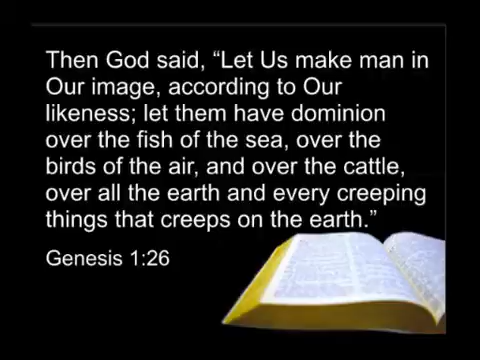 Then God said, “Let Us make man in
Our image, according to Our
likeness; let them have dominion
over the fish of the sea, over the
birds of the air, and over the cattle,
over all the earth and every creeping
things that creeps on the earth.”
Genesis 1:26